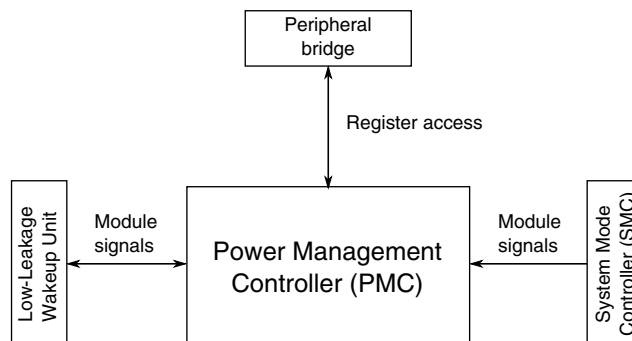 Peripheral
bridge
Register access
Low-Leakage
Wakeup Unit
Module
signals
Power Management
Controller (PMC)
Module
signals
System Mode
Controller (SMC)